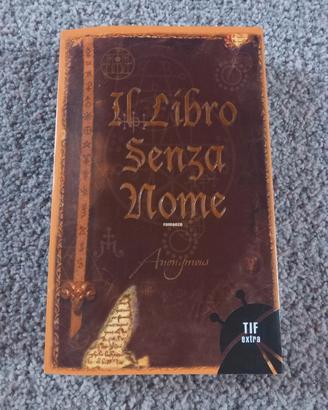 Il Libro
Senza
Nome
romanzo
Anonymous
TIF
extra